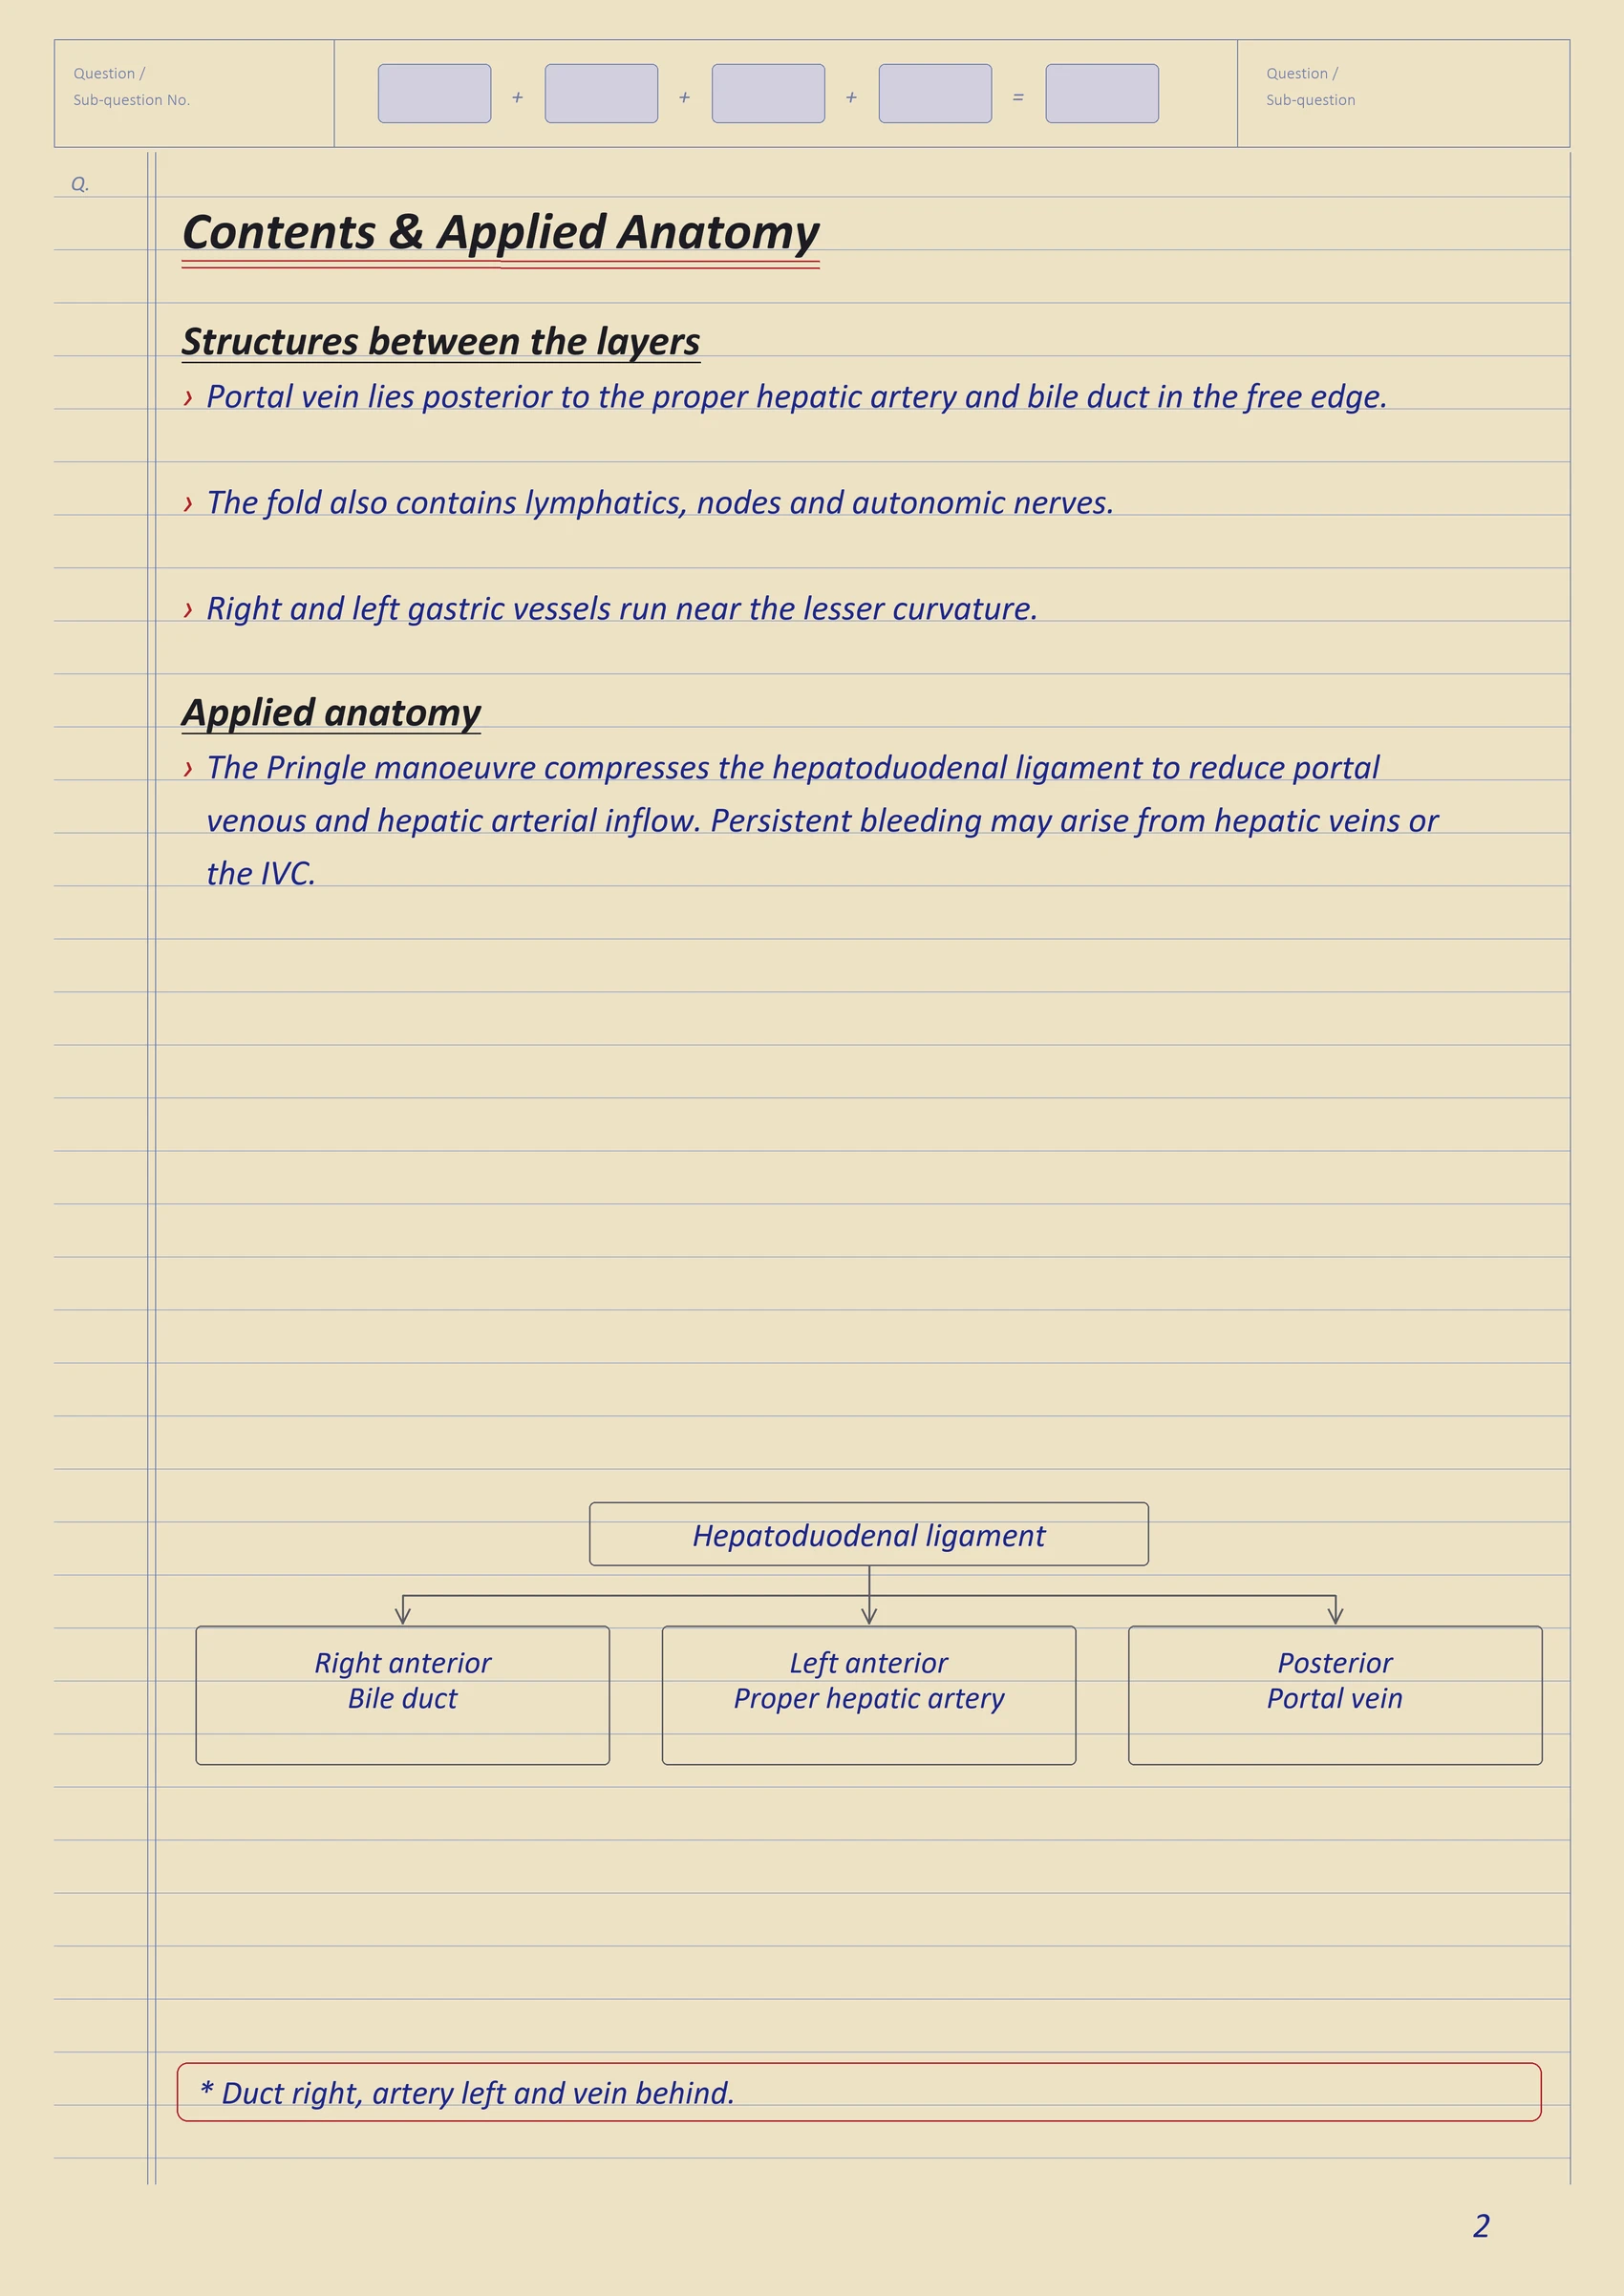 Question /
Sub-question No.
+ + + =
Question /
Sub-question
Q.
Contents & Applied Anatomy
Structures between the layers
› Portal vein lies posterior to the proper hepatic artery and bile duct in the free edge.
› The fold also contains lymphatics, nodes and autonomic nerves.
› Right and left gastric vessels run near the lesser curvature.
Applied anatomy
› The Pringle manoeuvre compresses the hepatoduodenal ligament to reduce portal
venous and hepatic arterial inflow. Persistent bleeding may arise from hepatic veins or
the IVC.
Hepatoduodenal ligament
Right anterior
Bile duct
Left anterior
Proper hepatic artery
Posterior
Portal vein
* Duct right, artery left and vein behind.
2